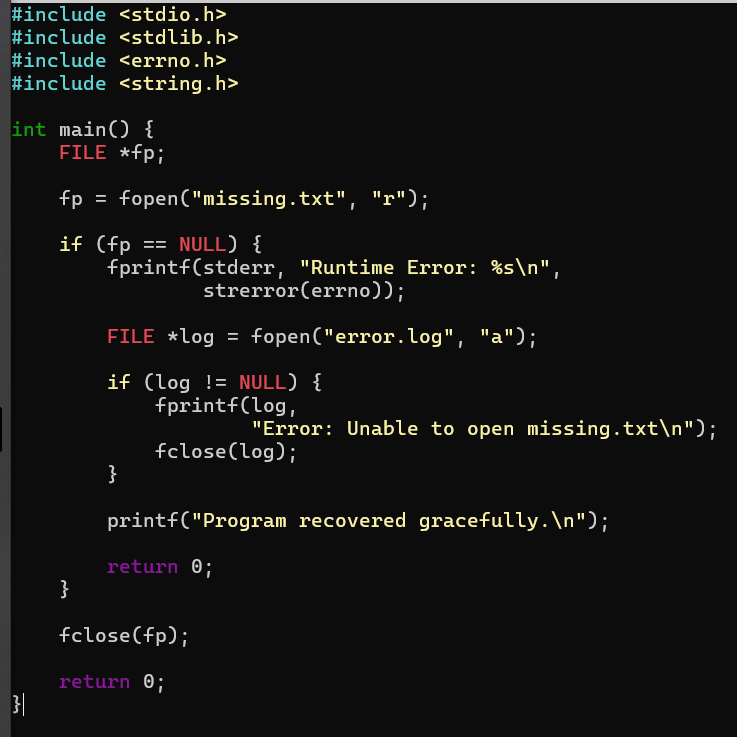 #include <stdio.h>
#include <stdlib.h>
#include <errno.h>
#include <string.h>

int main() {
    FILE *fp;

    fp = fopen("missing.txt", "r");

    if (fp == NULL) {
        fprintf(stderr, "Runtime Error: %s\n",
                strerror(errno));

        FILE *log = fopen("error.log", "a");

        if (log != NULL) {
            fprintf(log,
                    "Error: Unable to open missing.txt\n");
            fclose(log);
        }

        printf("Program recovered gracefully.\n");

        return 0;
    }

    fclose(fp);

    return 0;
}